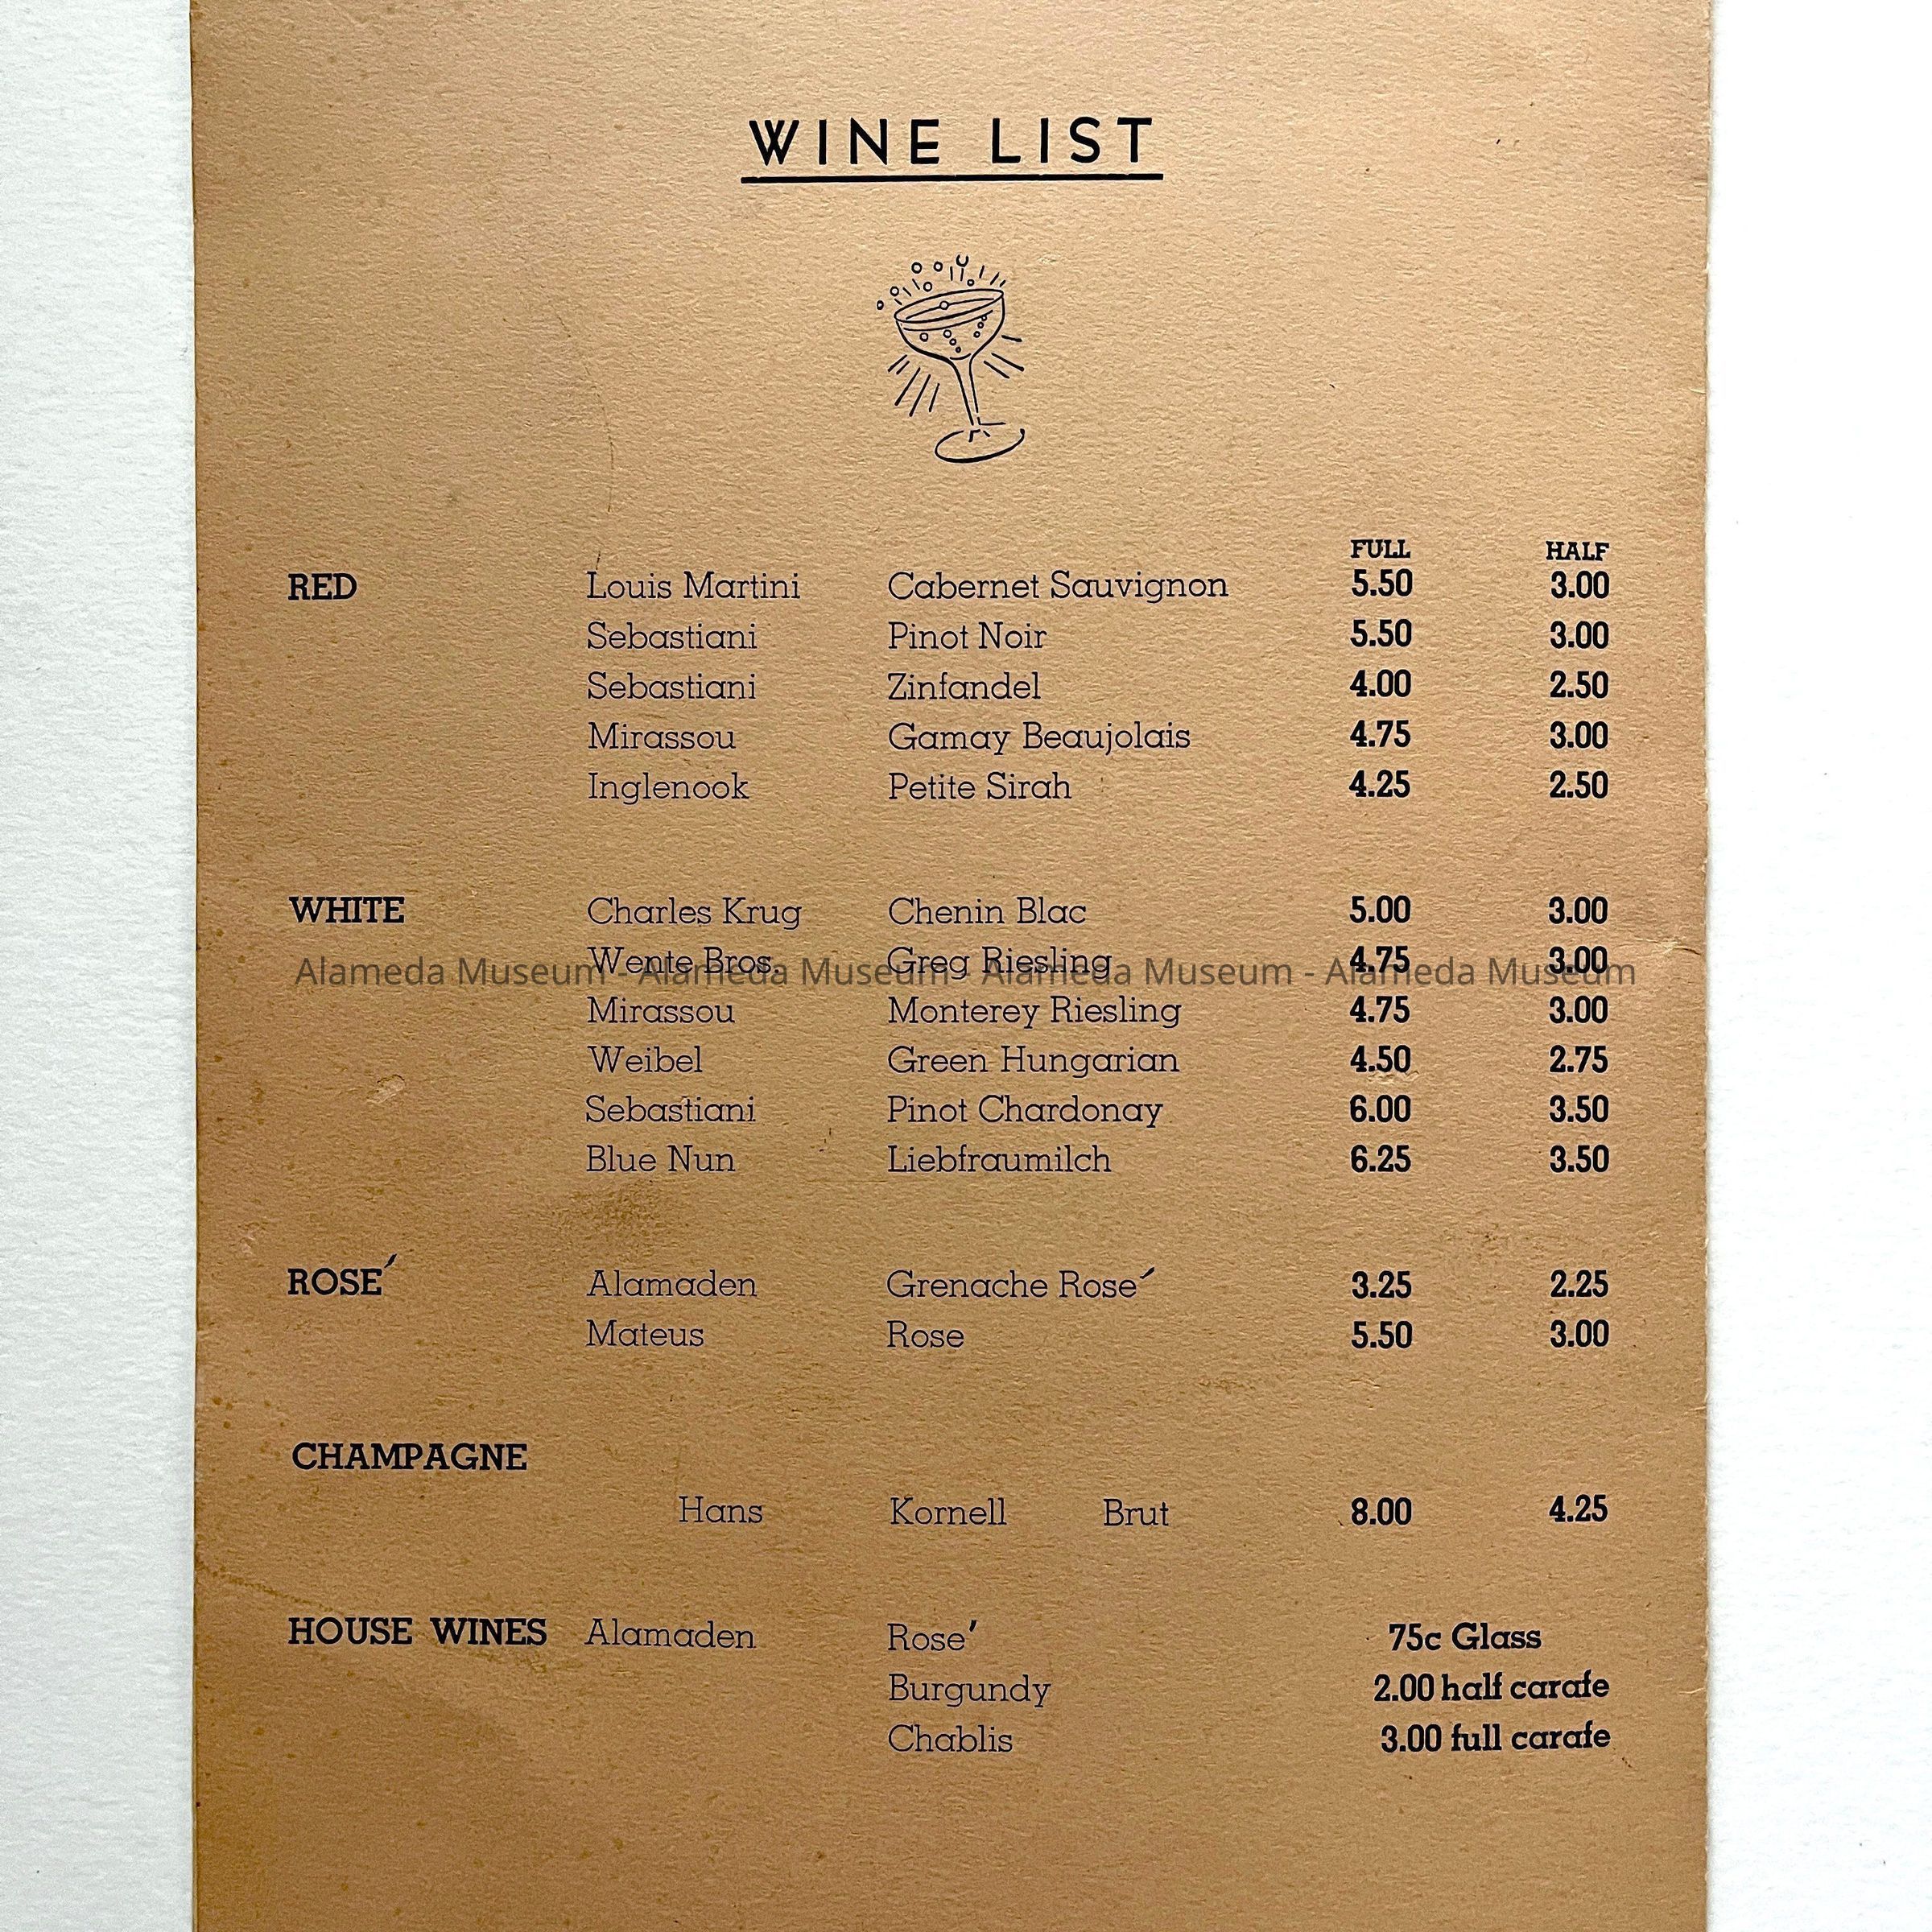 WINE LIST
FULL HALF
RED Louis Martini Cabernet Sauvignon 5.50 3.00
Sebastiani Pinot Noir 5.50 3.00
Sebastiani Zinfandel 4.00 2.50
Mirassou Gamay Beaujolais 4.75 3.00
Inglenook Petite Sirah 4.25 2.50
WHITE Charles Krug Chenin Blac 5.00 3.00
Wente Bros. Greg Riesling 4.75 3.00
Alameda Museum - Alameda Museum - Alameda Museum - Alameda Museum
Mirassou Monterey Riesling 4.75 3.00
Weibel Green Hungarian 4.50 2.75
Sebastiani Pinot Chardonay 6.00 3.50
Blue Nun Liebfraumilch 6.25 3.50
ROSE´ Alamaden Grenache Rose´ 3.25 2.25
Mateus Rose 5.50 3.00
CHAMPAGNE
Hans Kornell Brut 8.00 4.25
HOUSE WINES Alamaden Rose' 75c Glass
Burgundy 2.00 half carafe
Chablis 3.00 full carafe